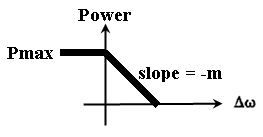 Power
Pmax
slope = -m
Δω